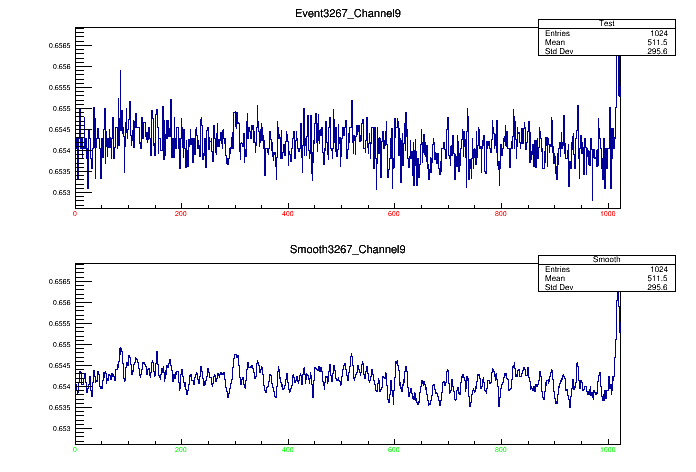 Event3267_Channel9
Test
Entries 1024
Mean 511.5
Std Dev 295.6
0.6565
0.656
0.6555
0.655
0.6545
0.654
0.6535
0.653
0 200 400 600 800 1000
Smooth3267_Channel9
Smooth
Entries 1024
Mean 511.5
Std Dev 295.6
0.6565
0.656
0.6555
0.655
0.6545
0.654
0.6535
0.653
0 200 400 600 800 1000